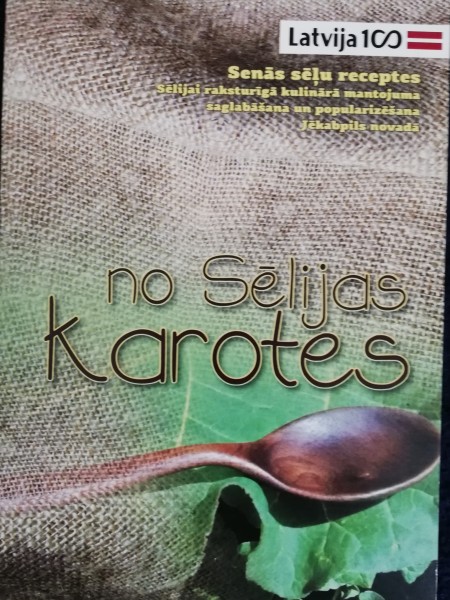 Latvija 100
Senās sēļu receptes
Sēlijai raksturīgā kulinārā mantojuma
saglabāšana un popularizēšana
Jēkabpils novadā
no Sēlijas
karotes